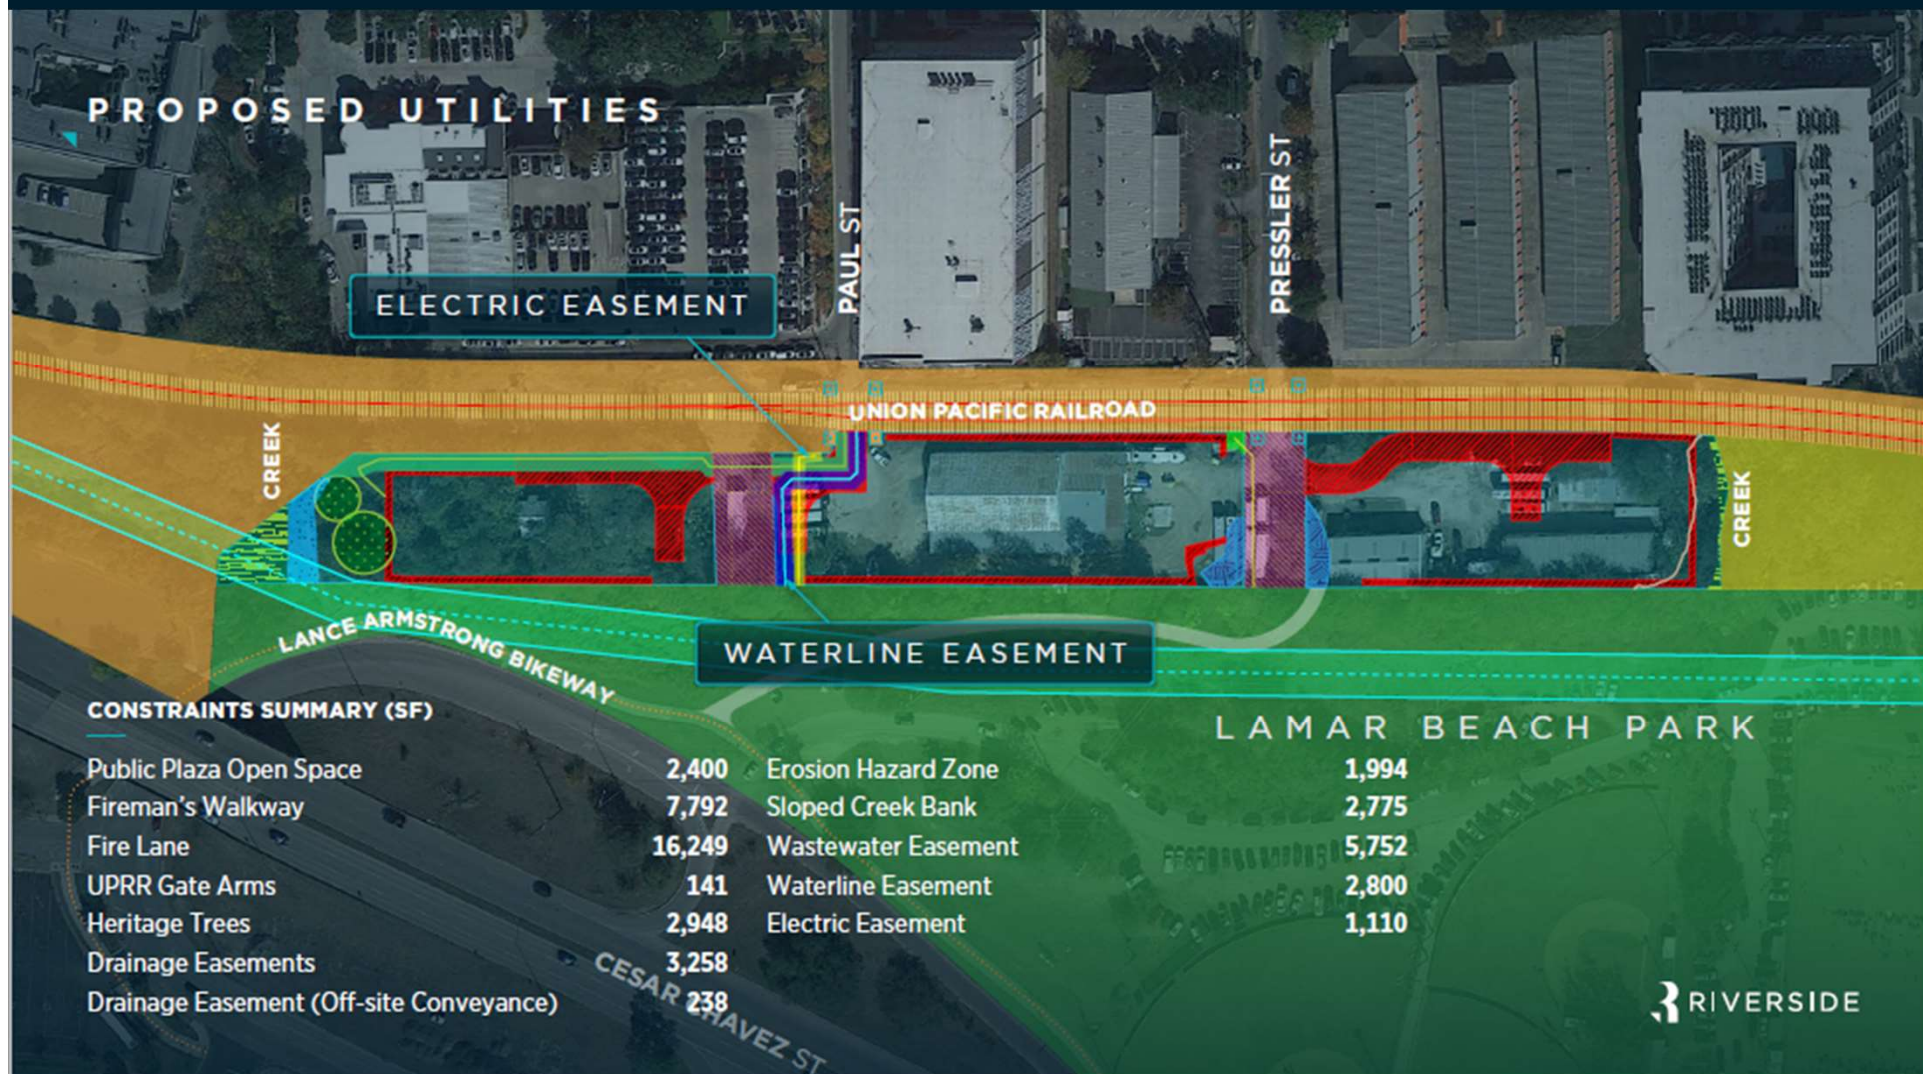 PROPOSED UTILITIES
PAUL ST
PRESSLER ST
ELECTRIC EASEMENT
UNION PACIFIC RAILROAD
CREEK
CREEK
LANCE ARMSTRONG BIKEWAY
WATERLINE EASEMENT
CONSTRAINTS SUMMARY (SF)
LAMAR BEACH PARK
Public Plaza Open Space 2,400 Erosion Hazard Zone 1,994
Fireman's Walkway 7,792 Sloped Creek Bank 2,775
Fire Lane 16,249 Wastewater Easement 5,752
UPRR Gate Arms 141 Waterline Easement 2,800
Heritage Trees 2,948 Electric Easement 1,110
Drainage Easements 3,258
Drainage Easement (Off-site Conveyance) 238
CESAR CHAVEZ ST
RIVERSIDE